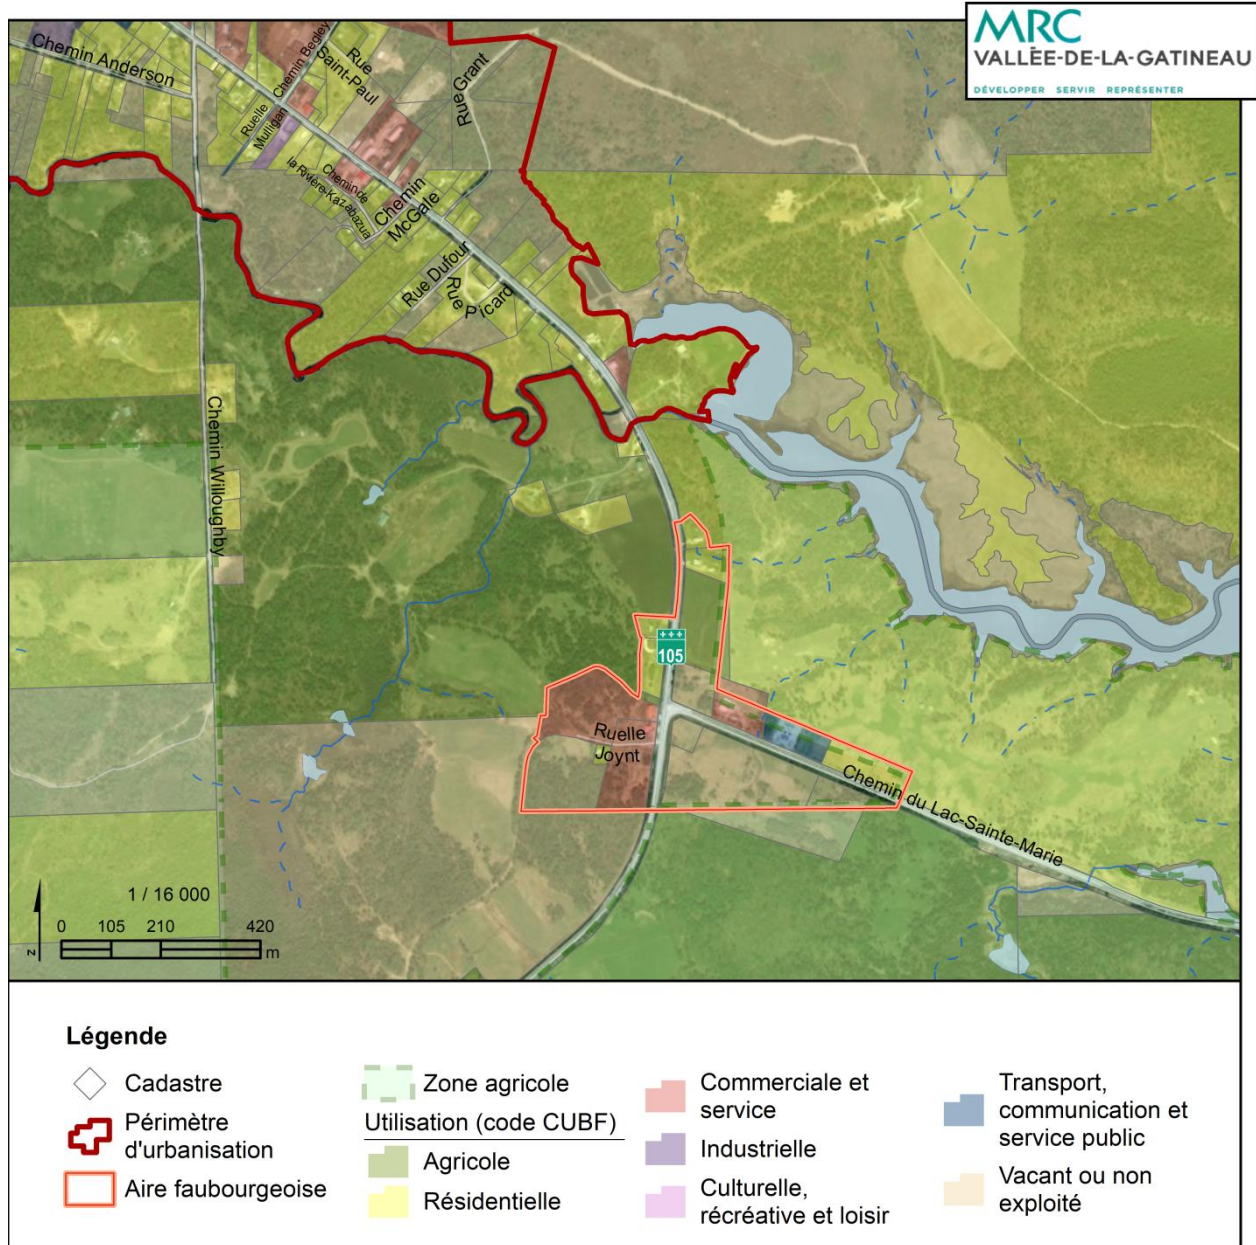 MRC
VALLÉE-DE-LA-GATINEAU
DÉVELOPPER SERVIR REPRÉSENTER
Chemin Anderson
Ruelle
Mulligan
Chemin Begley
Rue
Saint-Paul
Rue Grant
Chemin de
la Rivière-Kazabazua
Chemin
McGale
Rue Dufour
Rue Picard
Chemin Willoughby
105
Ruelle
Joynt
Chemin du Lac-Sainte-Marie
1 / 16 000
0 105 210 420
m
z
Légende
Cadastre
Périmètre
d'urbanisation
Aire faubourgeoise
Zone agricole
Utilisation (code CUBF)
Agricole
Résidentielle
Commerciale et
service
Industrielle
Culturelle,
récréative et loisir
Transport,
communication et
service public
Vacant ou non
exploité